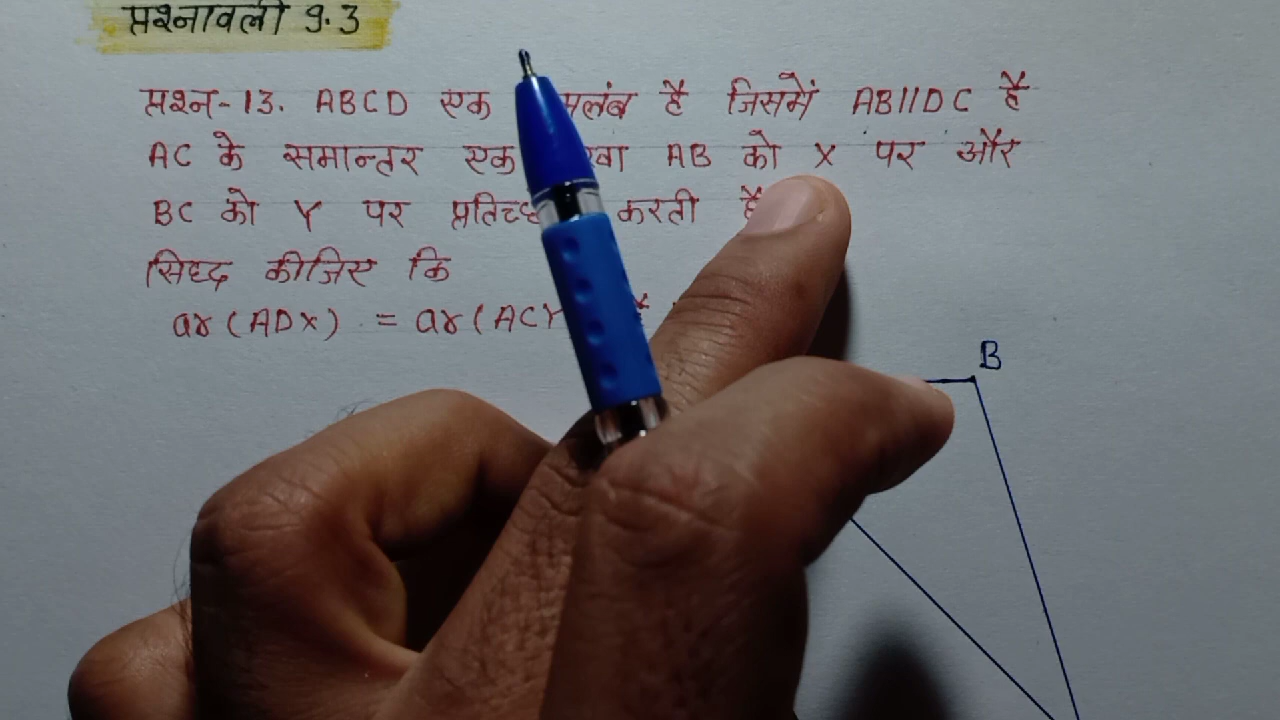 प्रश्नावली 9.3
प्रश्न-13. ABCD एक है जिसमें AB||DC है
AC के समान्तर एक AB को X पर और
BC को Y पर करती है
सिध्द कीजिए कि
ar(ADX) = ar(ACY
B